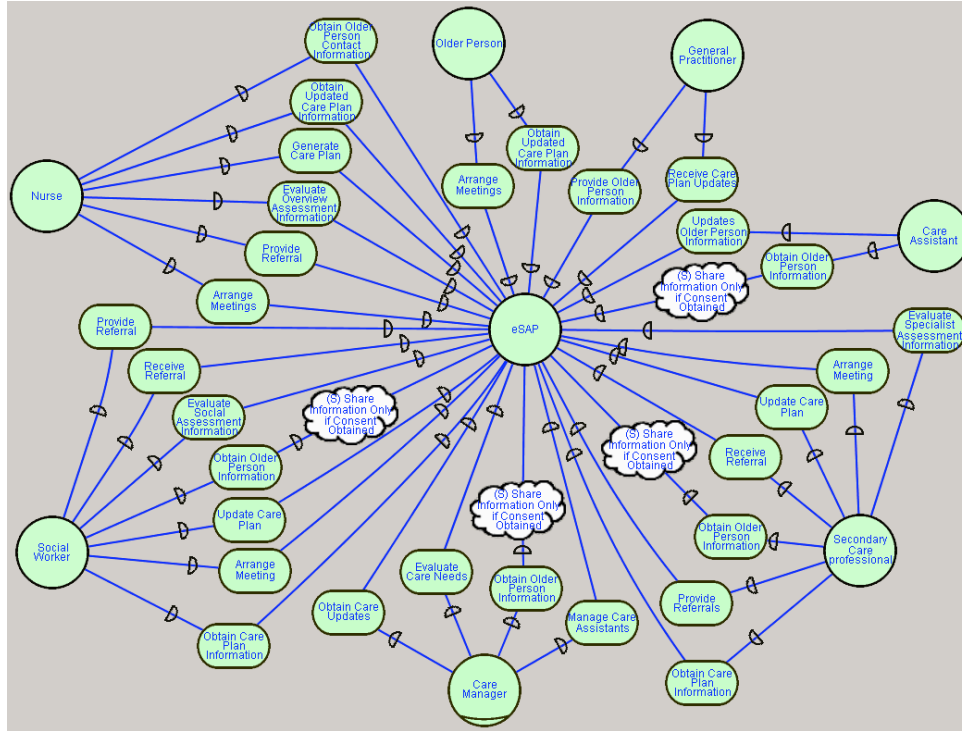 Obtain Older
Person
Contact
Information
Older Person
General
Practitioner
Obtain
Updated
Care Plan
Information
Generate
Care Plan
Obtain
Updated
Care Plan
Information
Nurse
Evaluate
Overview
Assessment
Information
Arrange
Meetings
Provide Older
Person
Information
Receive Care
Plan Updates
Updates
Older Person
Information
Care
Assistant
Provide
Referral
Obtain Older
Person
Information
Arrange
Meetings
(S) Share
Information Only
if Consent
Obtained
Provide
Referral
eSAP
Evaluate
Specialist
Assessment
Information
Receive
Referral
Arrange
Meeting
Evaluate
Social
Assessment
Information
(S) Share
Information Only
if Consent
Obtained
Update Care
Plan
(S) Share
Information Only
if Consent
Obtained
Receive
Referral
Obtain Older
Person
Information
(S) Share
Information Only
if Consent
Obtained
Update Care
Plan
Obtain Older
Person
Information
Social
Worker
Secondary
Care
professional
Arrange
Meeting
Evaluate
Care Needs
Obtain Older
Person
Information
Obtain Care
Updates
Manage Care
Assistants
Provide
Referrals
Obtain Care
Plan
Information
Care
Manager
Obtain Care
Plan
Information